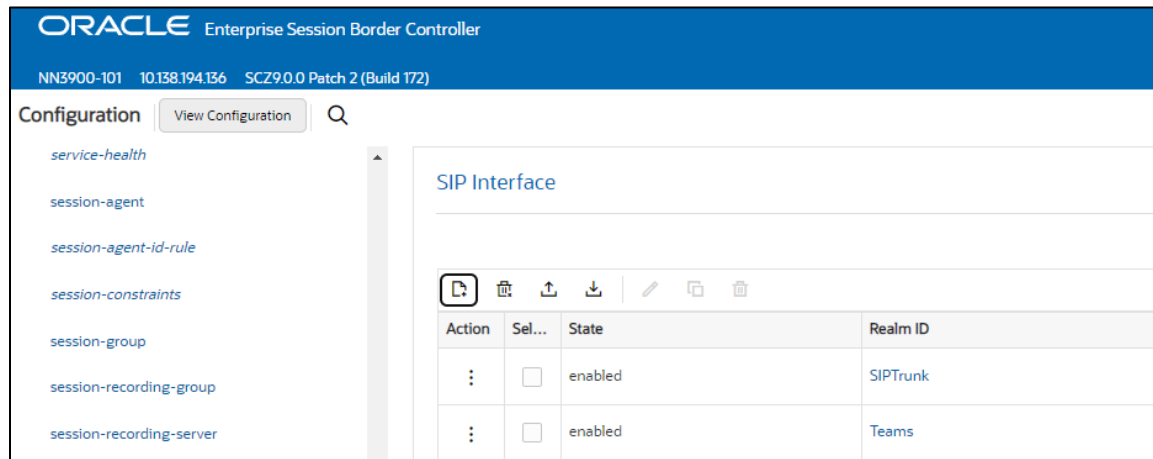 ORACLE Enterprise Session Border Controller
NN3900-101 10.138.194.136 SCZ9.0.0 Patch 2 (Build 172)
Configuration View Configuration
service-health
session-agent
session-agent-id-rule
session-constraints
session-group
session-recording-group
session-recording-server
SIP Interface
Action Sel... State Realm ID
enabled SIPTrunk
enabled Teams